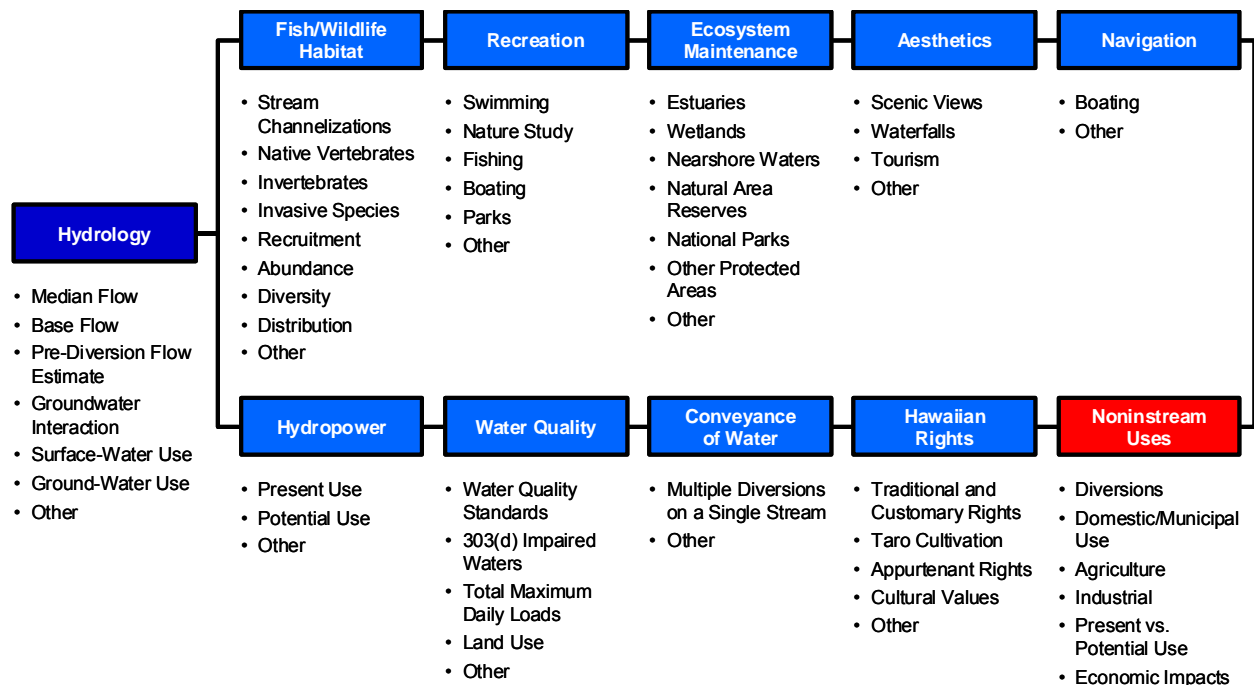 Fish/Wildlife
Habitat
• Stream
Channelizations
• Native Vertebrates
• Invertebrates
• Invasive Species
• Recruitment
• Abundance
• Diversity
• Distribution
• Other
Recreation
• Swimming
• Nature Study
• Fishing
• Boating
• Parks
• Other
Ecosystem
Maintenance
• Estuaries
• Wetlands
• Nearshore Waters
• Natural Area
Reserves
• National Parks
• Other Protected
Areas
• Other
Aesthetics
• Scenic Views
• Waterfalls
• Tourism
• Other
Navigation
• Boating
• Other
Hydrology
• Median Flow
• Base Flow
• Pre-Diversion Flow
Estimate
• Groundwater
Interaction
• Surface-Water Use
• Ground-Water Use
• Other
Hydropower
• Present Use
• Potential Use
• Other
Water Quality
• Water Quality
Standards
• 303(d) Impaired
Waters
• Total Maximum
Daily Loads
• Land Use
• Other
Conveyance
of Water
• Multiple Diversions
on a Single Stream
• Other
Hawaiian
Rights
• Traditional and
Customary Rights
• Taro Cultivation
• Appurtenant Rights
• Cultural Values
• Other
Noninstream
Uses
• Diversions
• Domestic/Municipal
Use
• Agriculture
• Industrial
• Present vs.
Potential Use
• Economic Impacts